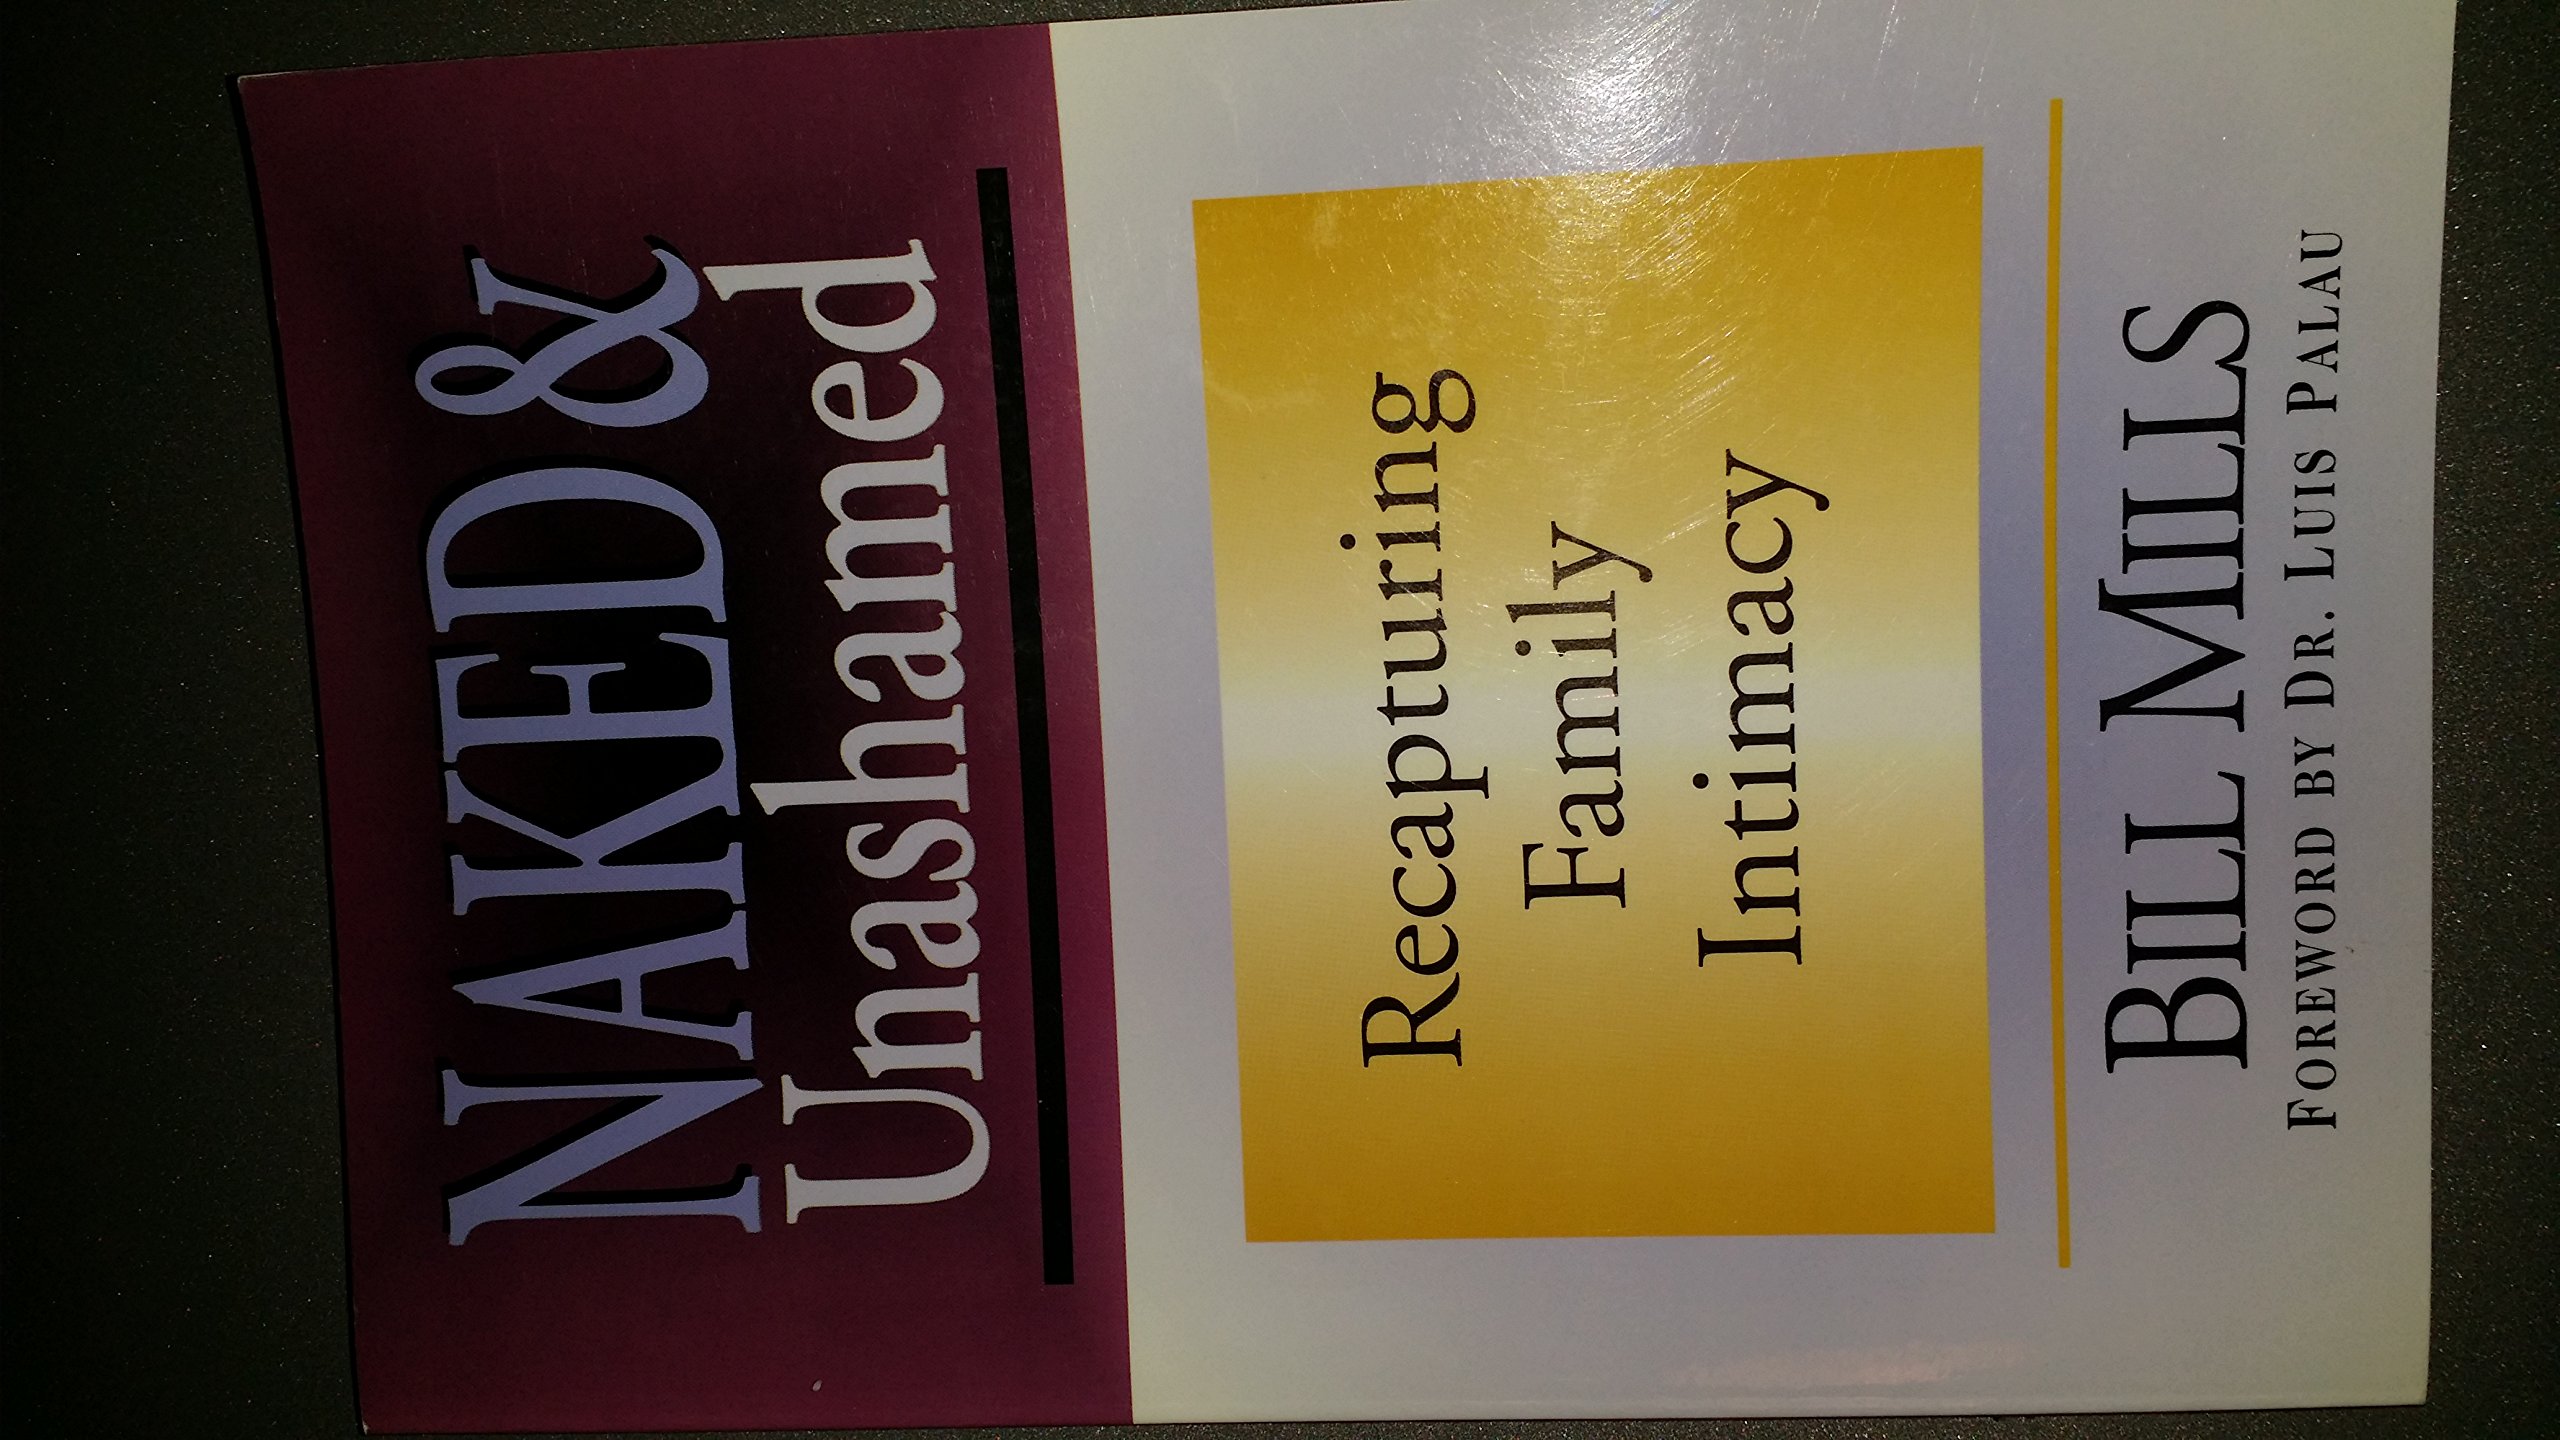 NAKED &
Unashamed
Recapturing
Family
Intimacy
BILL MILLS
FOREWORD BY DR. LUIS PALAU